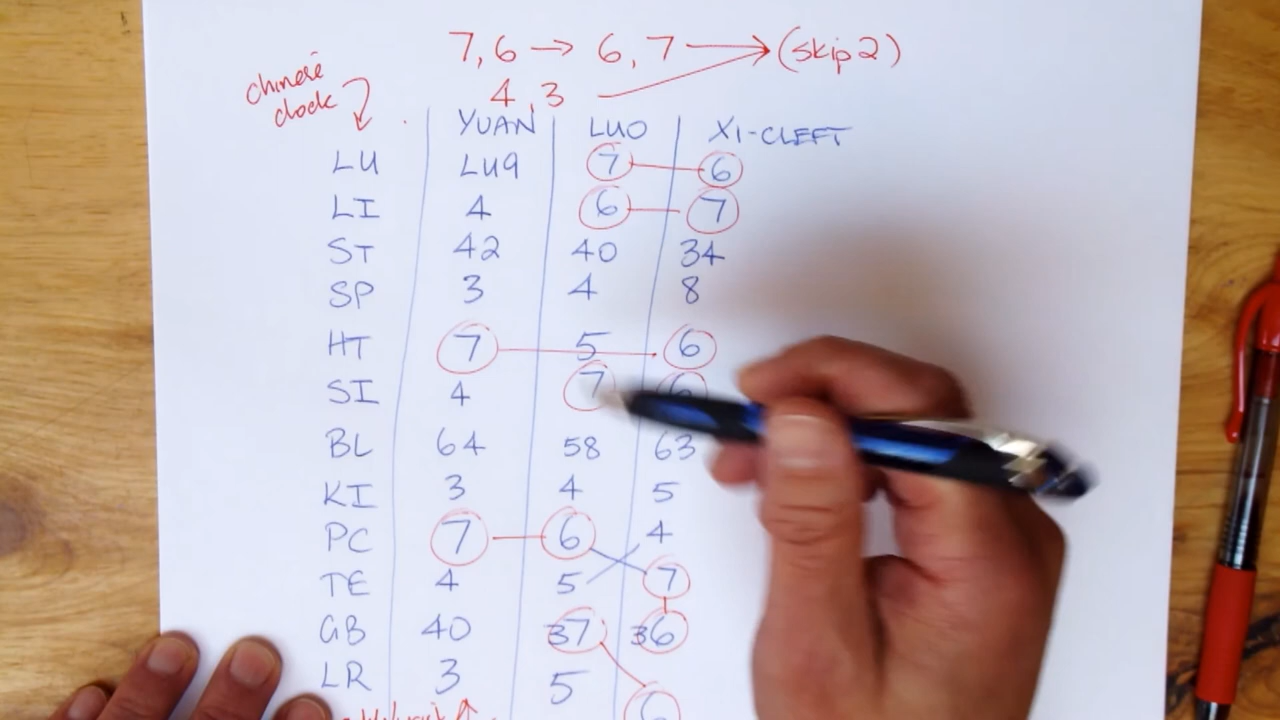 7,6 → 6,7 → (skip 2)
4,3
chinese
clock
YUAN LUO XI-CLEFT
LU LU9 7 6
LI 4 6 7
ST 42 40 34
SP 3 4 8
HT 7 5 6
SI 4 7 6
BL 64 58 63
KI 3 4 5
PC 7 6 4
TE 4 5 7
GB 40 37 36
LR 3 5 6